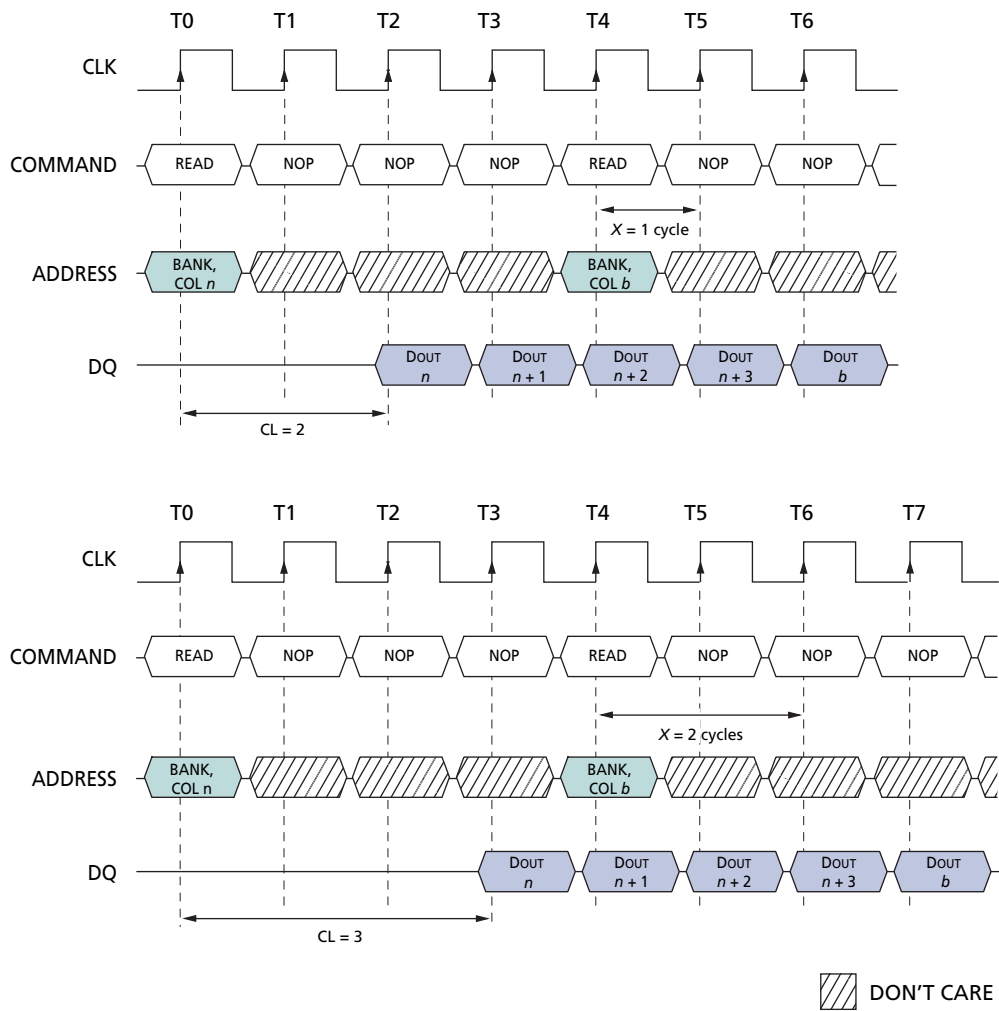 T0 T1 T2 T3 T4 T5 T6
CLK
COMMAND READ NOP NOP NOP READ NOP NOP
X = 1 cycle
ADDRESS BANK, BANK,
COL n COL b
DQ DOUT DOUT DOUT DOUT DOUT
n n + 1 n + 2 n + 3 b
CL = 2
T0 T1 T2 T3 T4 T5 T6 T7
CLK
COMMAND READ NOP NOP NOP READ NOP NOP NOP
X = 2 cycles
ADDRESS BANK, BANK,
COL n COL b
DQ DOUT DOUT DOUT DOUT DOUT
n n + 1 n + 2 n + 3 b
CL = 3
DON'T CARE